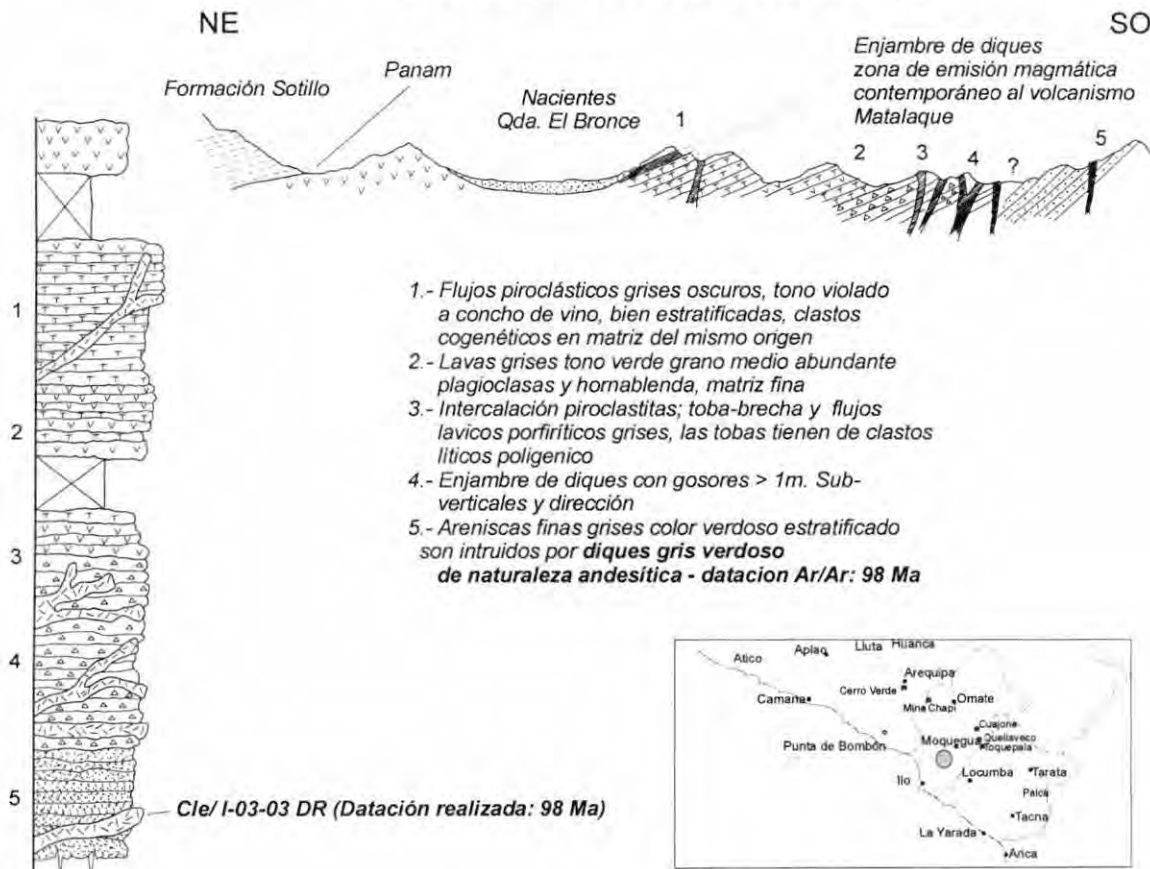 NE
SO
Formación Sotillo
Panam
Nacientes
Qda. El Bronce
Enjambre de diques
zona de emisión magmática
contemporáneo al volcanismo
Matalaque
1
2
3
4
?
5
1
2
3
4
5
1.- Flujos piroclásticos grises oscuros, tono violado
a concho de vino, bien estratificadas, clastos
cogenéticos en matriz del mismo origen
2.- Lavas grises tono verde grano medio abundante
plagioclasas y hornablenda, matriz fina
3.- Intercalación piroclastitas; toba-brecha y flujos
lavicos porfiríticos grises, las tobas tienen de clastos
líticos poligenico
4.- Enjambre de diques con gosores > 1m. Sub-
verticales y dirección
5.- Areniscas finas grises color verdoso estratificado
son intruidos por diques gris verdoso
de naturaleza andesítica - datacion Ar/Ar: 98 Ma
Cle/ I-03-03 DR (Datación realizada: 98 Ma)
Atico
Aplao
Lluta
Huanca
Arequipa
Cerro Verde
Camana
Mina Chapi
Omate
Cuajone
Punta de Bombón
Moquegua
Quellaveco
Toquepala
Ilo
Locumba
Tarata
Palca
Tacna
La Yarada
Arica